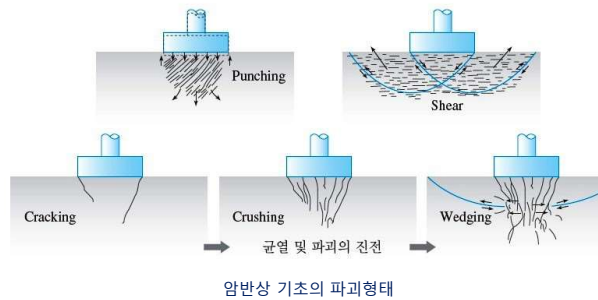 Punching
Shear
Cracking
Crushing
Wedging
균열 및 파괴의 진전
암반상 기초의 파괴형태